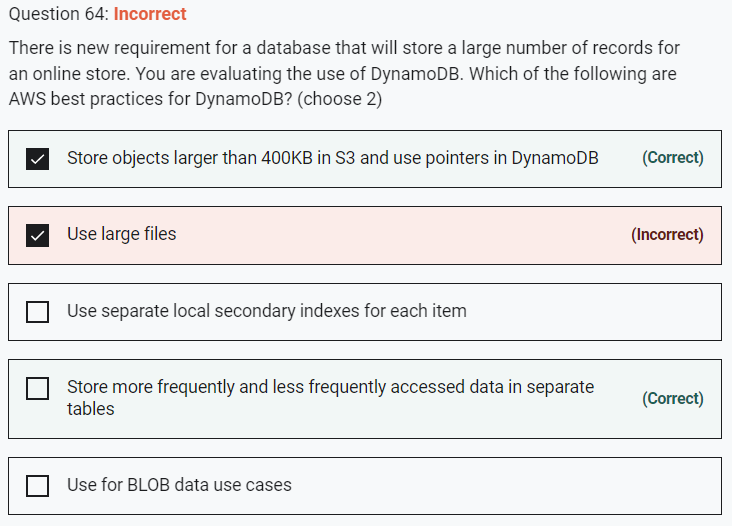 Question 64: Incorrect
There is new requirement for a database that will store a large number of records for
an online store. You are evaluating the use of DynamoDB. Which of the following are
AWS best practices for DynamoDB? (choose 2)
Store objects larger than 400KB in S3 and use pointers in DynamoDB (Correct)
Use large files (Incorrect)
Use separate local secondary indexes for each item
Store more frequently and less frequently accessed data in separate
tables (Correct)
Use for BLOB data use cases